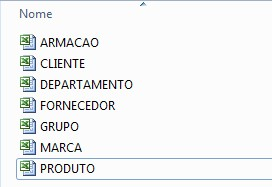 Nome
ARMACAO
CLIENTE
DEPARTAMENTO
FORNECEDOR
GRUPO
MARCA
PRODUTO